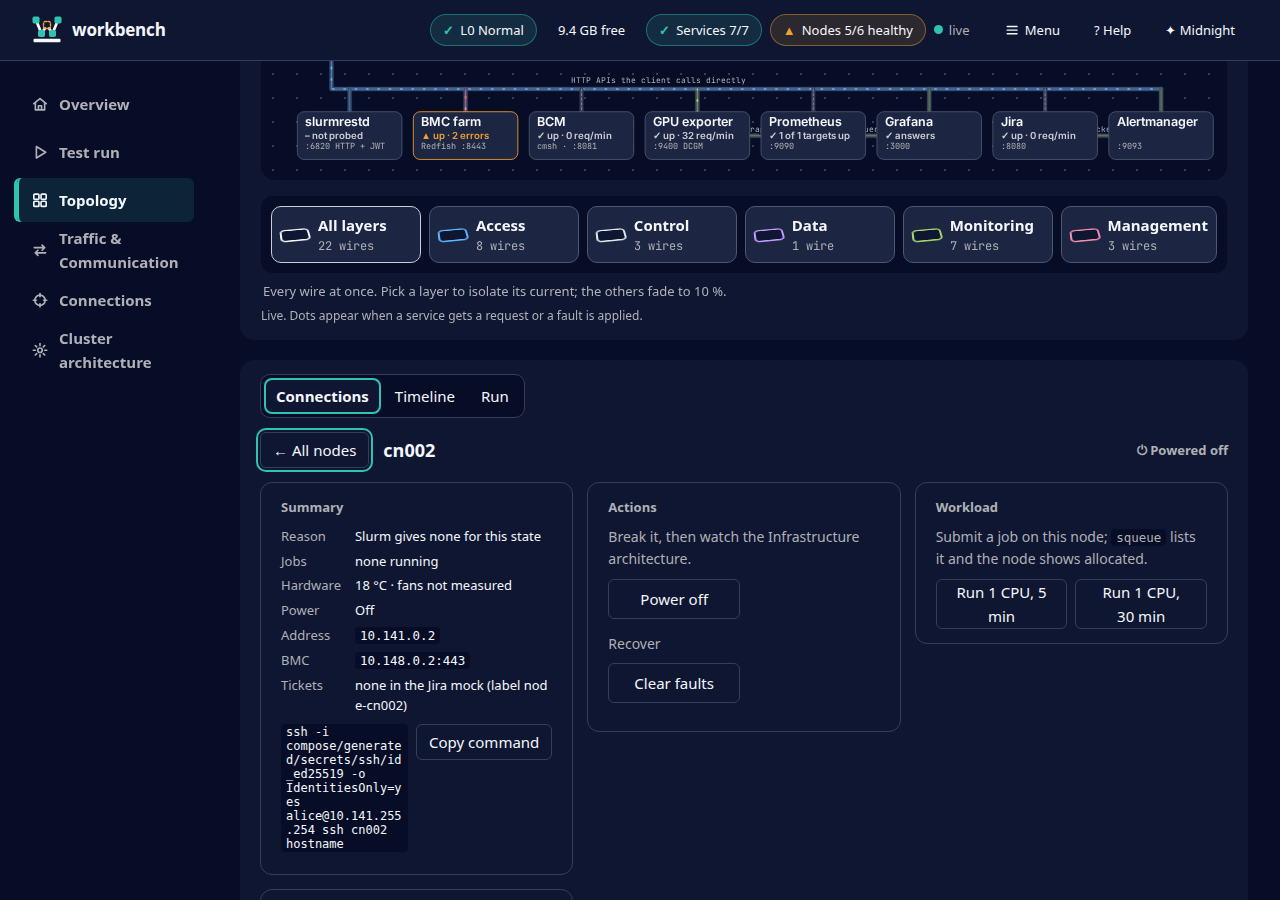 workbench
✓ L0 Normal
9.4 GB free
✓ Services 7/7
▲ Nodes 5/6 healthy
live
Menu
? Help
✦ Midnight
Overview
Test run
Topology
Traffic &
Communication
Connections
Cluster
architecture
HTTP APIs the client calls directly
slurmrestd
– not probed
:6820 HTTP + JWT
BMC farm
▲ up · 2 errors
Redfish :8443
BCM
✓ up · 0 req/min
cmsh · :8081
GPU exporter
✓ up · 32 req/min
:9400 DCGM
Prometheus
✓ 1 of 1 targets up
:9090
Grafana
✓ answers
:3000
Jira
✓ up · 0 req/min
:8080
Alertmanager
:9093
All layers
22 wires
Access
8 wires
Control
3 wires
Data
1 wire
Monitoring
7 wires
Management
3 wires
Every wire at once. Pick a layer to isolate its current; the others fade to 10 %.
Live. Dots appear when a service gets a request or a fault is applied.
Connections
Timeline
Run
← All nodes
cn002
⏻ Powered off
Summary
Reason Slurm gives none for this state
Jobs none running
Hardware 18 °C · fans not measured
Power Off
Address 10.141.0.2
BMC 10.148.0.2:443
Tickets none in the Jira mock (label nod
e-cn002)
ssh -i
compose/generate
d/secrets/ssh/id
_ed25519 -o
IdentitiesOnly=y
es
alice@10.141.255
.254 ssh cn002
hostname
Copy command
Actions
Break it, then watch the Infrastructure
architecture.
Power off
Recover
Clear faults
Workload
Submit a job on this node; squeue lists
it and the node shows allocated.
Run 1 CPU, 5
min
Run 1 CPU,
30 min